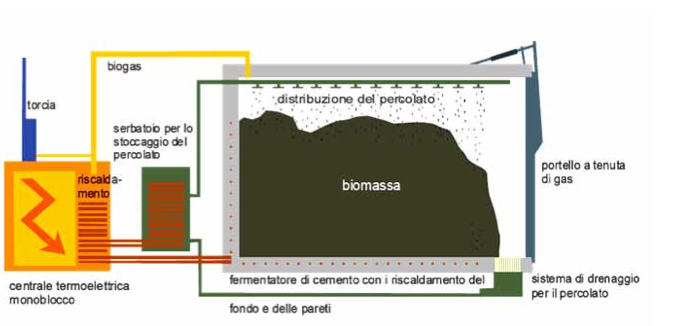 biogas
torcia
distribuzione del percolato
serbatoio per lo
stoccaggio del
percolato
portello a tenuta
di gas
riscalda-
mento
biomassa
centrale termoelettrica
monoblocco
fermentatore di cemento con i riscaldamento del
fondo e delle pareti
sistema di drenaggio
per il percolato